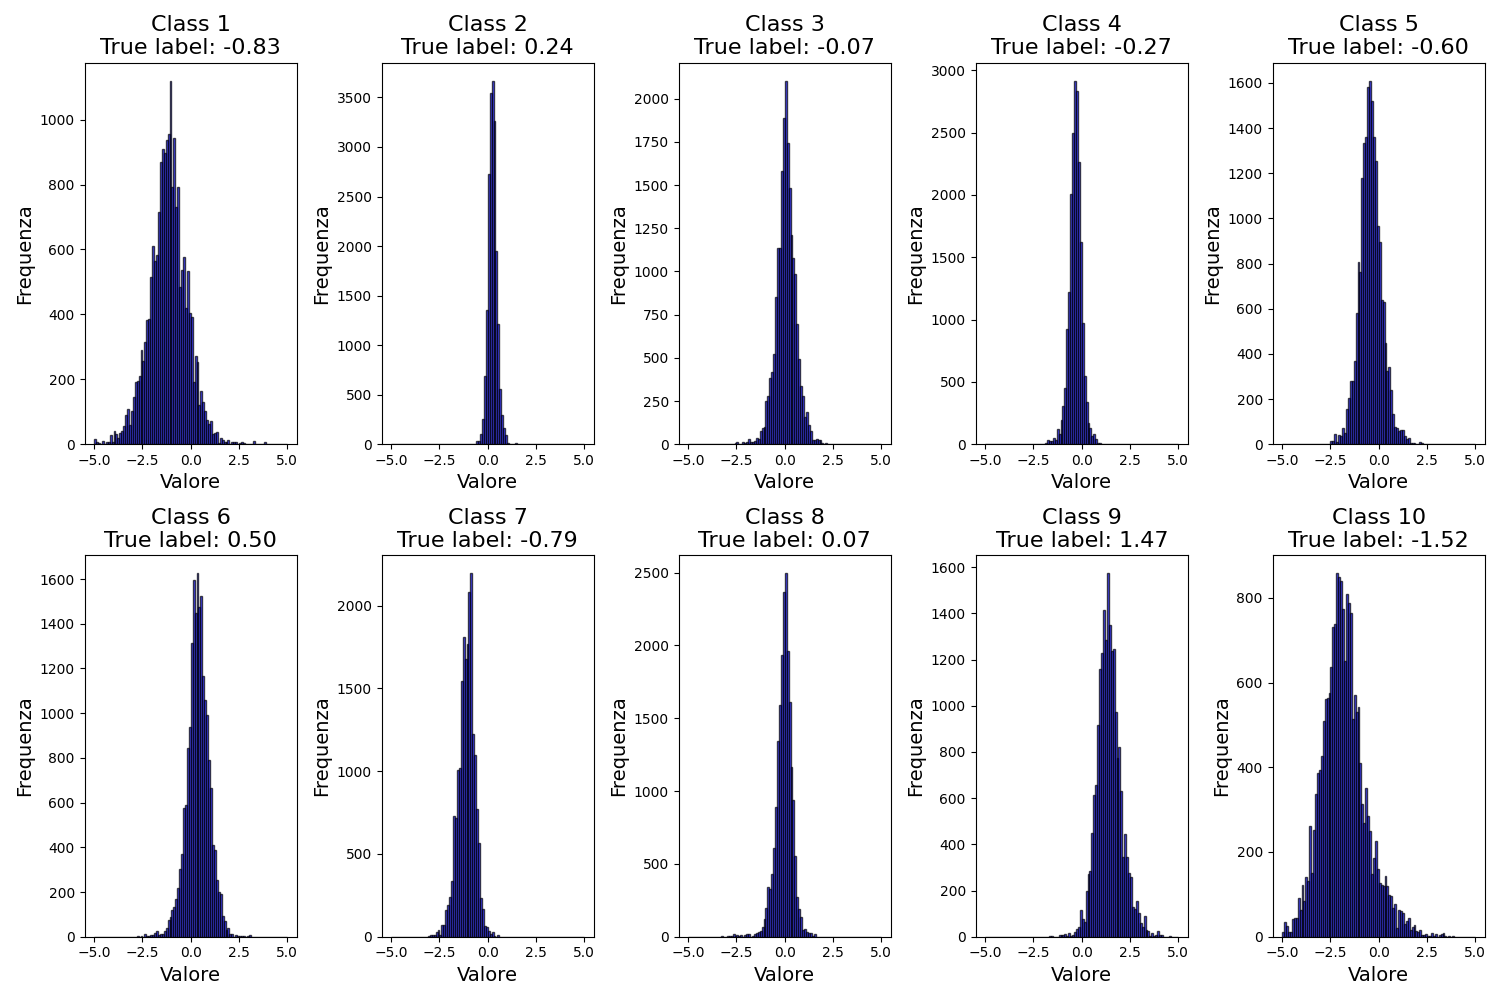 Class 1
True label: -0.83
Class 2
True label: 0.24
Class 3
True label: -0.07
Class 4
True label: -0.27
Class 5
True label: -0.60
Frequenza
0
200
400
600
800
1000
−5.0 −2.5 0.0 2.5 5.0
Valore
Frequenza
0
500
1000
1500
2000
2500
3000
3500
−5.0 −2.5 0.0 2.5 5.0
Valore
Frequenza
0
250
500
750
1000
1250
1500
1750
2000
−5.0 −2.5 0.0 2.5 5.0
Valore
Frequenza
0
500
1000
1500
2000
2500
3000
−5.0 −2.5 0.0 2.5 5.0
Valore
Frequenza
0
200
400
600
800
1000
1200
1400
1600
−5.0 −2.5 0.0 2.5 5.0
Valore
Class 6
True label: 0.50
Class 7
True label: -0.79
Class 8
True label: 0.07
Class 9
True label: 1.47
Class 10
True label: -1.52
Frequenza
0
200
400
600
800
1000
1200
1400
1600
−5.0 −2.5 0.0 2.5 5.0
Valore
Frequenza
0
500
1000
1500
2000
−5.0 −2.5 0.0 2.5 5.0
Valore
Frequenza
0
500
1000
1500
2000
2500
−5.0 −2.5 0.0 2.5 5.0
Valore
Frequenza
0
200
400
600
800
1000
1200
1400
1600
−5.0 −2.5 0.0 2.5 5.0
Valore
Frequenza
0
200
400
600
800
−5.0 −2.5 0.0 2.5 5.0
Valore